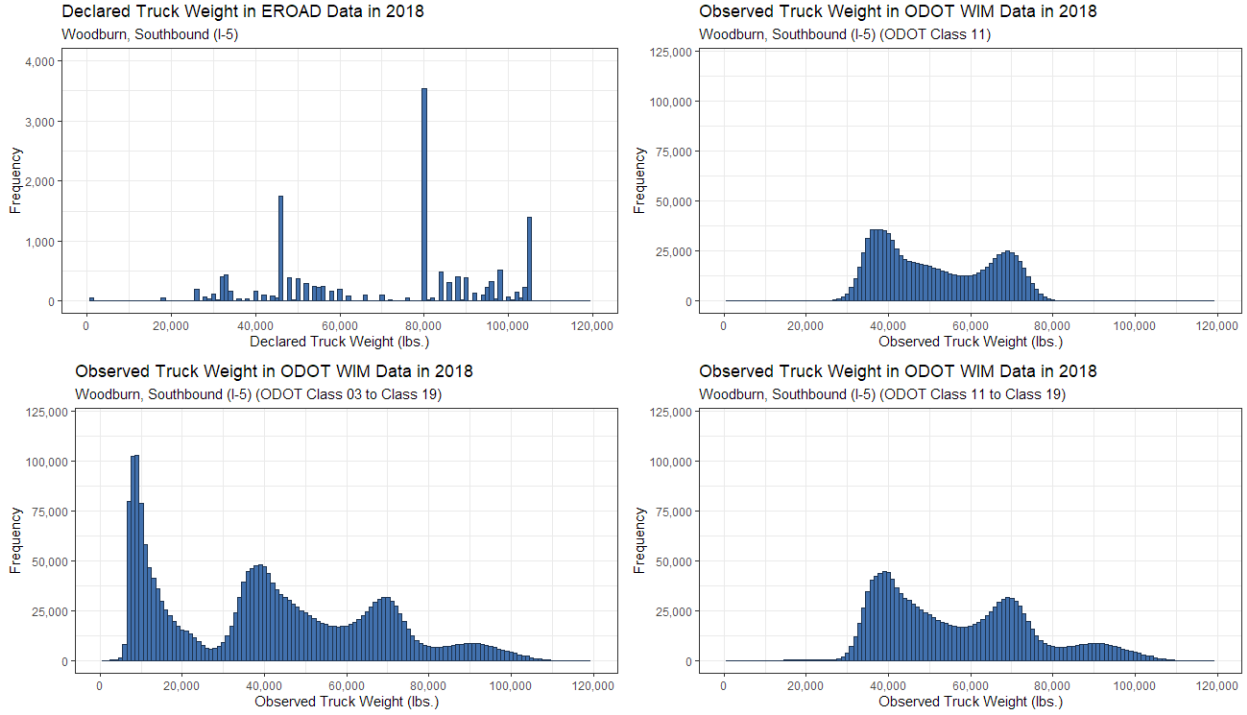 Declared Truck Weight in EROAD Data in 2018
Woodburn, Southbound (I-5)
4,000
3,000
2,000
1,000
0
Frequency
0 20,000 40,000 60,000 80,000 100,000 120,000
Declared Truck Weight (lbs.)
Observed Truck Weight in ODOT WIM Data in 2018
Woodburn, Southbound (I-5) (ODOT Class 11)
125,000
100,000
75,000
50,000
25,000
0
Frequency
0 20,000 40,000 60,000 80,000 100,000 120,000
Observed Truck Weight (lbs.)
Observed Truck Weight in ODOT WIM Data in 2018
Woodburn, Southbound (I-5) (ODOT Class 03 to Class 19)
125,000
100,000
75,000
50,000
25,000
0
Frequency
0 20,000 40,000 60,000 80,000 100,000 120,000
Observed Truck Weight (lbs.)
Observed Truck Weight in ODOT WIM Data in 2018
Woodburn, Southbound (I-5) (ODOT Class 11 to Class 19)
125,000
100,000
75,000
50,000
25,000
0
Frequency
0 20,000 40,000 60,000 80,000 100,000 120,000
Observed Truck Weight (lbs.)